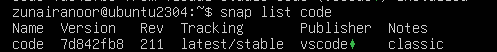 zunairanoor@ubuntu2304:~$ snap list code
Name Version Rev Tracking Publisher Notes
code 7d842fb8 211 latest/stable vscode♦ classic